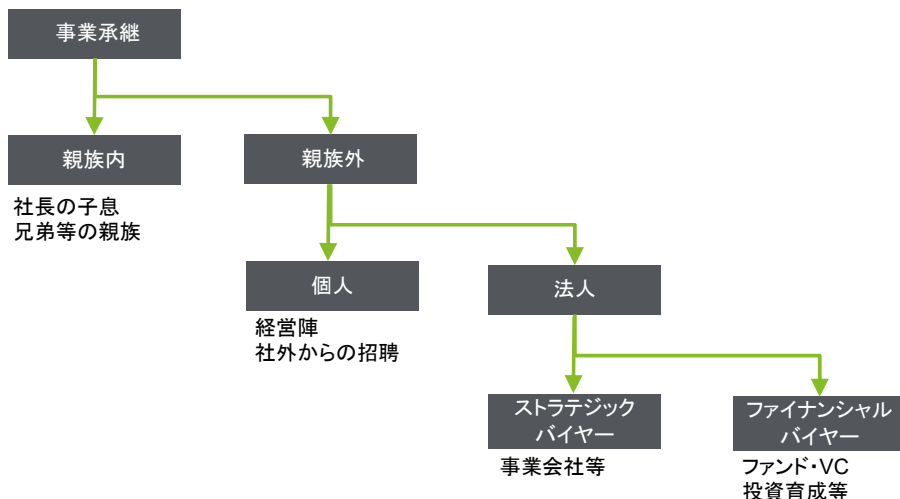 事業承継
親族内
親族外
社長の子息
兄弟等の親族
個人
法人
経営陣
社外からの招聘
ストラテジック
バイヤー
ファイナンシャル
バイヤー
事業会社等
ファンド・VC
投資育成等